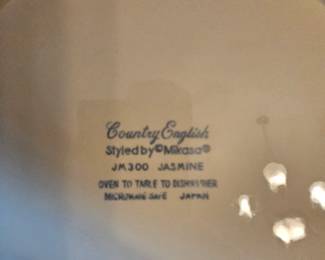 Country English
Styled by © Mikasa ®
JM300 JASMINE
OVEN TO TABLE TO DISHWASHER
MICROWAVE SAFE JAPAN